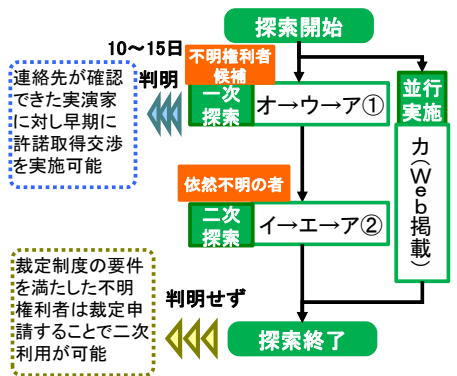 探索開始
10～15日
不明権利者
候補
判明
連絡先が確認
できた実演家
に対し早期に
許諾取得交渉
を実施可能
一次
探索
オ→ウ→ア①
並行
実施
カ(Web掲載)
依然不明の者
二次
探索
イ→エ→ア②
裁定制度の要件
を満たした不明
権利者は裁定申
請することで二次
利用が可能
判明せず
探索終了